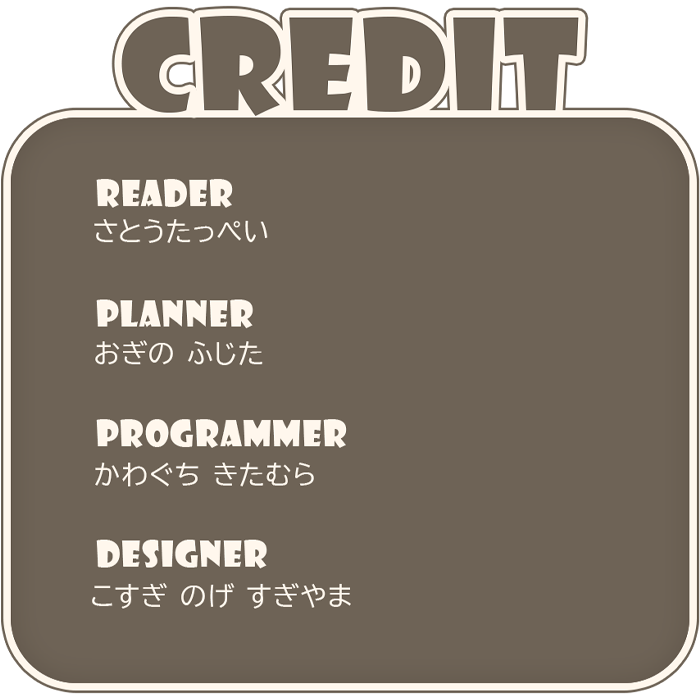 CREDIT
READER
さとうたっぺい
PLANNER
おぎの ふじた
PROGRAMMER
かわぐち きたむら
DESIGNER
こすぎ のげ すぎやま